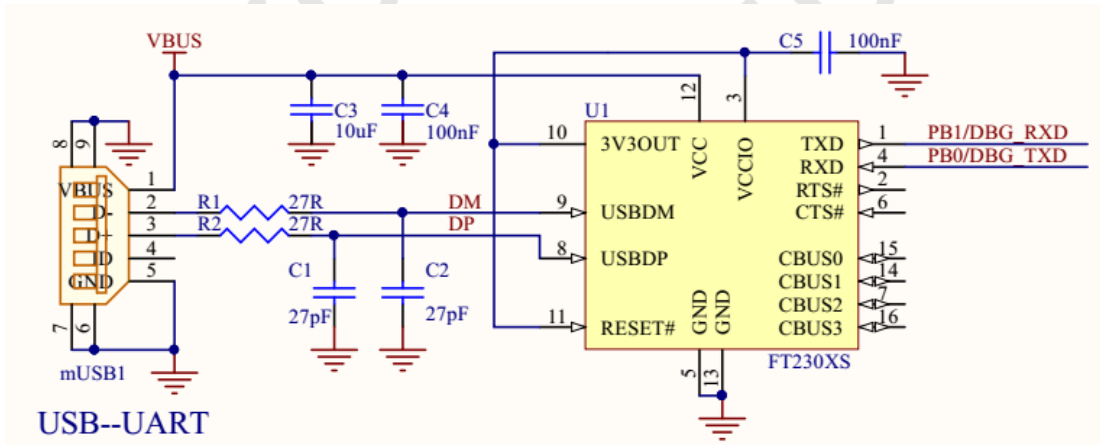 VBUS
C5 100nF
12 3
U1
C3
10uF
C4
100nF
8 9
10 3V3OUT VCC VCCIO TXD 1 PB1/DBG_RXD
RXD 4 PB0/DBG_TXD
VBUS 1
RTS# 2
D- 2 R1 27R DM 9 USBDM CTS# 6
D+ 3 R2 27R DP
ID 4 8 USBDP CBUS0 15
GND 5 C1 C2 CBUS1 14
CBUS2 7
27pF 27pF 11 RESET# GND GND CBUS3 16
7 6
mUSB1 5 13 FT230XS
USB--UART